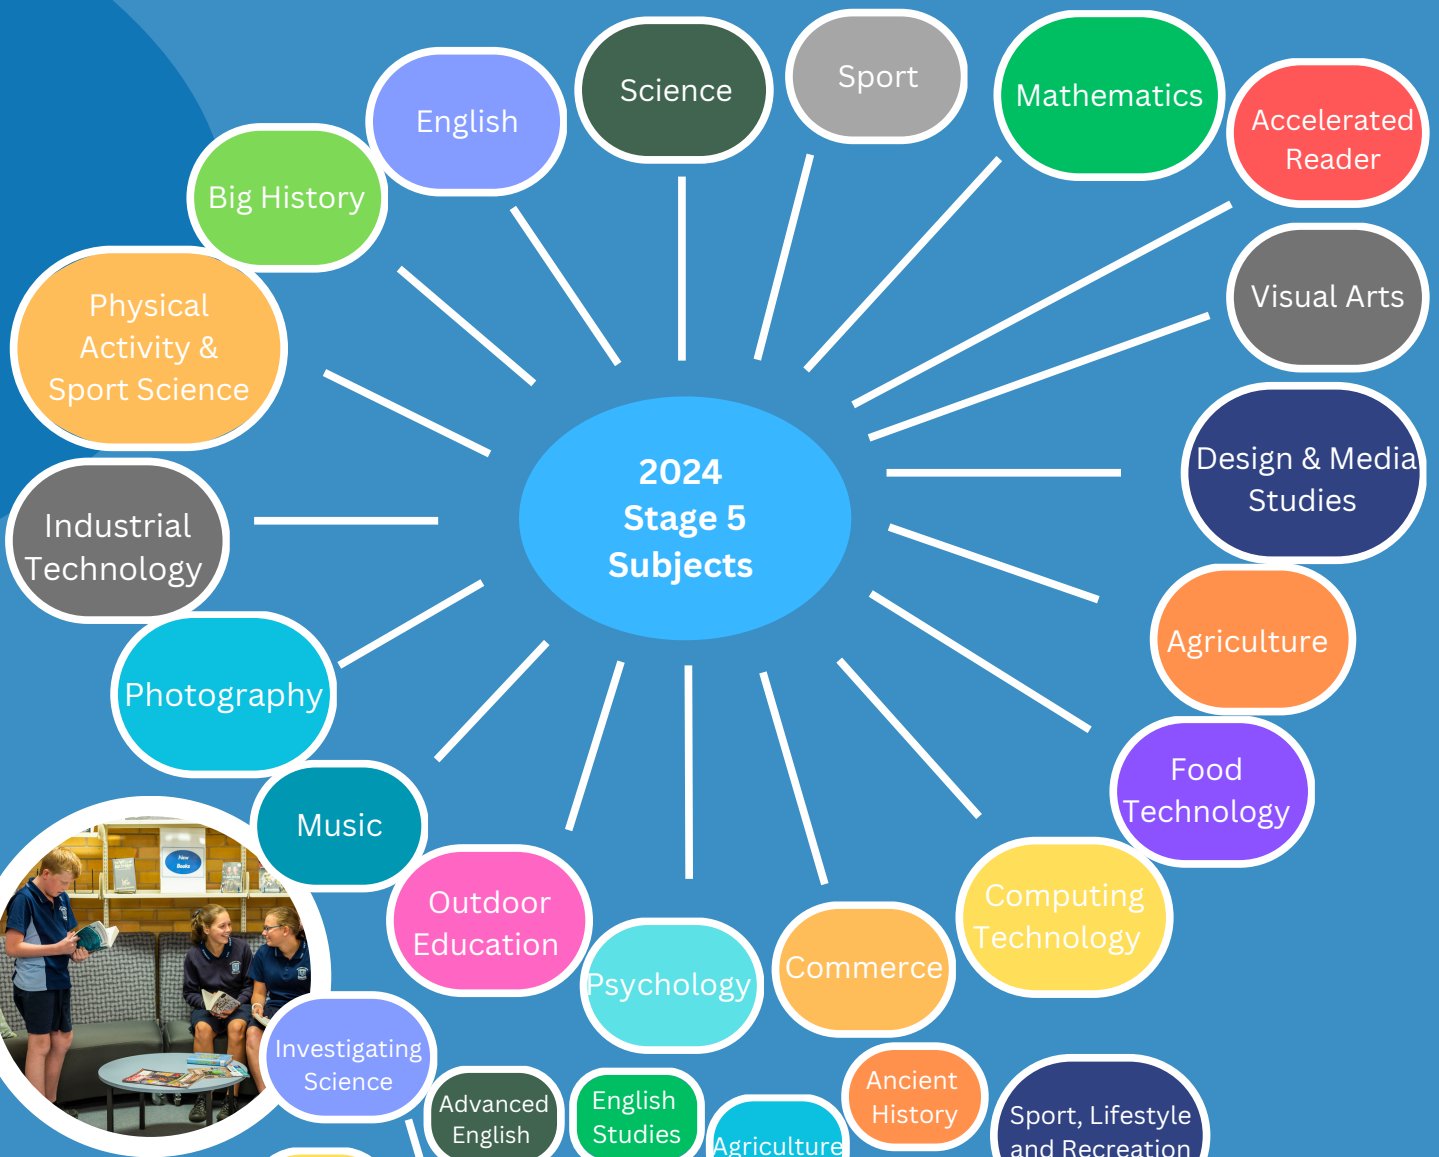 Science
Sport
Mathematics
English
Accelerated
Reader
Big History
Visual Arts
Physical
Activity &
Sport Science
2024
Stage 5
Subjects
Design & Media
Studies
Industrial
Technology
Agriculture
Photography
Food
Technology
Music
New
Books
Outdoor
Education
Computing
Technology
Psychology
Commerce
Investigating
Science
Advanced
English
English
Studies
Agriculture
Ancient
History
Sport, Lifestyle
and Recreation